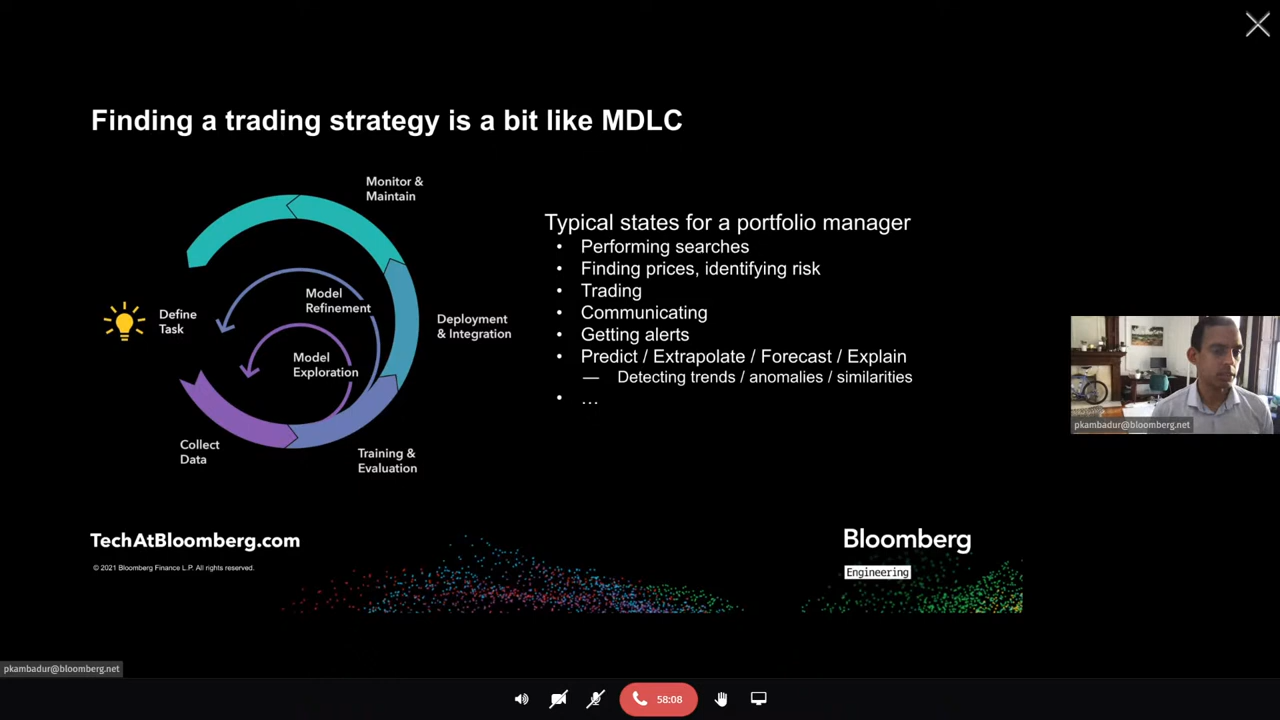 Finding a trading strategy is a bit like MDLC
Monitor &
Maintain
Define
Task
Model
Refinement
Model
Exploration
Deployment
& Integration
Collect
Data
Training &
Evaluation
Typical states for a portfolio manager
• Performing searches
• Finding prices, identifying risk
• Trading
• Communicating
• Getting alerts
• Predict / Extrapolate / Forecast / Explain
— Detecting trends / anomalies / similarities
• …
pkambadur@bloomberg.net
TechAtBloomberg.com
© 2021 Bloomberg Finance L.P. All rights reserved.
Bloomberg
Engineering
pkambadur@bloomberg.net
58:08